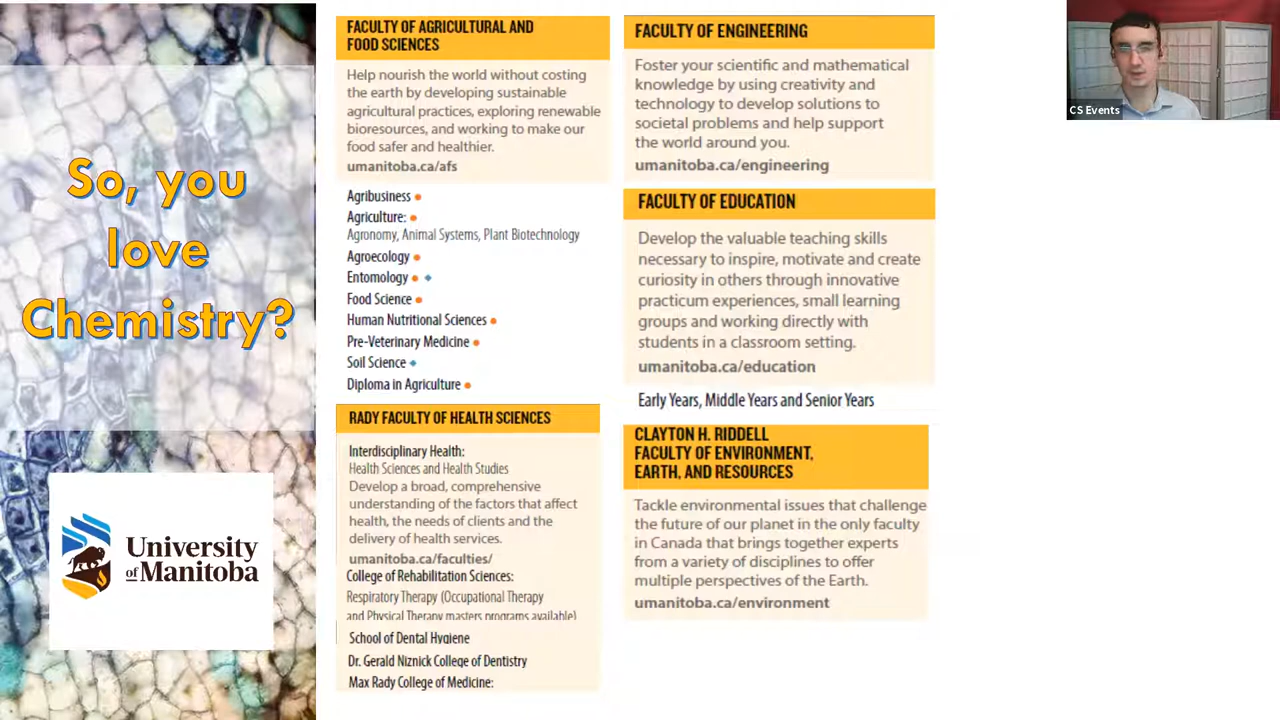 So, you
love
Chemistry?
University
of Manitoba
FACULTY OF AGRICULTURAL AND
FOOD SCIENCES
Help nourish the world without costing
the earth by developing sustainable
agricultural practices, exploring renewable
bioresources, and working to make our
food safer and healthier.
umanitoba.ca/afs
Agribusiness
Agriculture:
Agronomy, Animal Systems, Plant Biotechnology
Agroecology
Entomology
Food Science
Human Nutritional Sciences
Pre-Veterinary Medicine
Soil Science
Diploma in Agriculture
RADY FACULTY OF HEALTH SCIENCES
Interdisciplinary Health:
Health Sciences and Health Studies
Develop a broad, comprehensive
understanding of the factors that affect
health, the needs of clients and the
delivery of health services.
umanitoba.ca/faculties/
College of Rehabilitation Sciences:
Respiratory Therapy (Occupational Therapy
and Physical Therapy masters programs available)
School of Dental Hygiene
Dr. Gerald Niznick College of Dentistry
Max Rady College of Medicine:
FACULTY OF ENGINEERING
Foster your scientific and mathematical
knowledge by using creativity and
technology to develop solutions to
societal problems and help support
the world around you.
umanitoba.ca/engineering
FACULTY OF EDUCATION
Develop the valuable teaching skills
necessary to inspire, motivate and create
curiosity in others through innovative
practicum experiences, small learning
groups and working directly with
students in a classroom setting.
umanitoba.ca/education
Early Years, Middle Years and Senior Years
CLAYTON H. RIDDELL
FACULTY OF ENVIRONMENT,
EARTH, AND RESOURCES
Tackle environmental issues that challenge
the future of our planet in the only faculty
in Canada that brings together experts
from a variety of disciplines to offer
multiple perspectives of the Earth.
umanitoba.ca/environment
CS Events